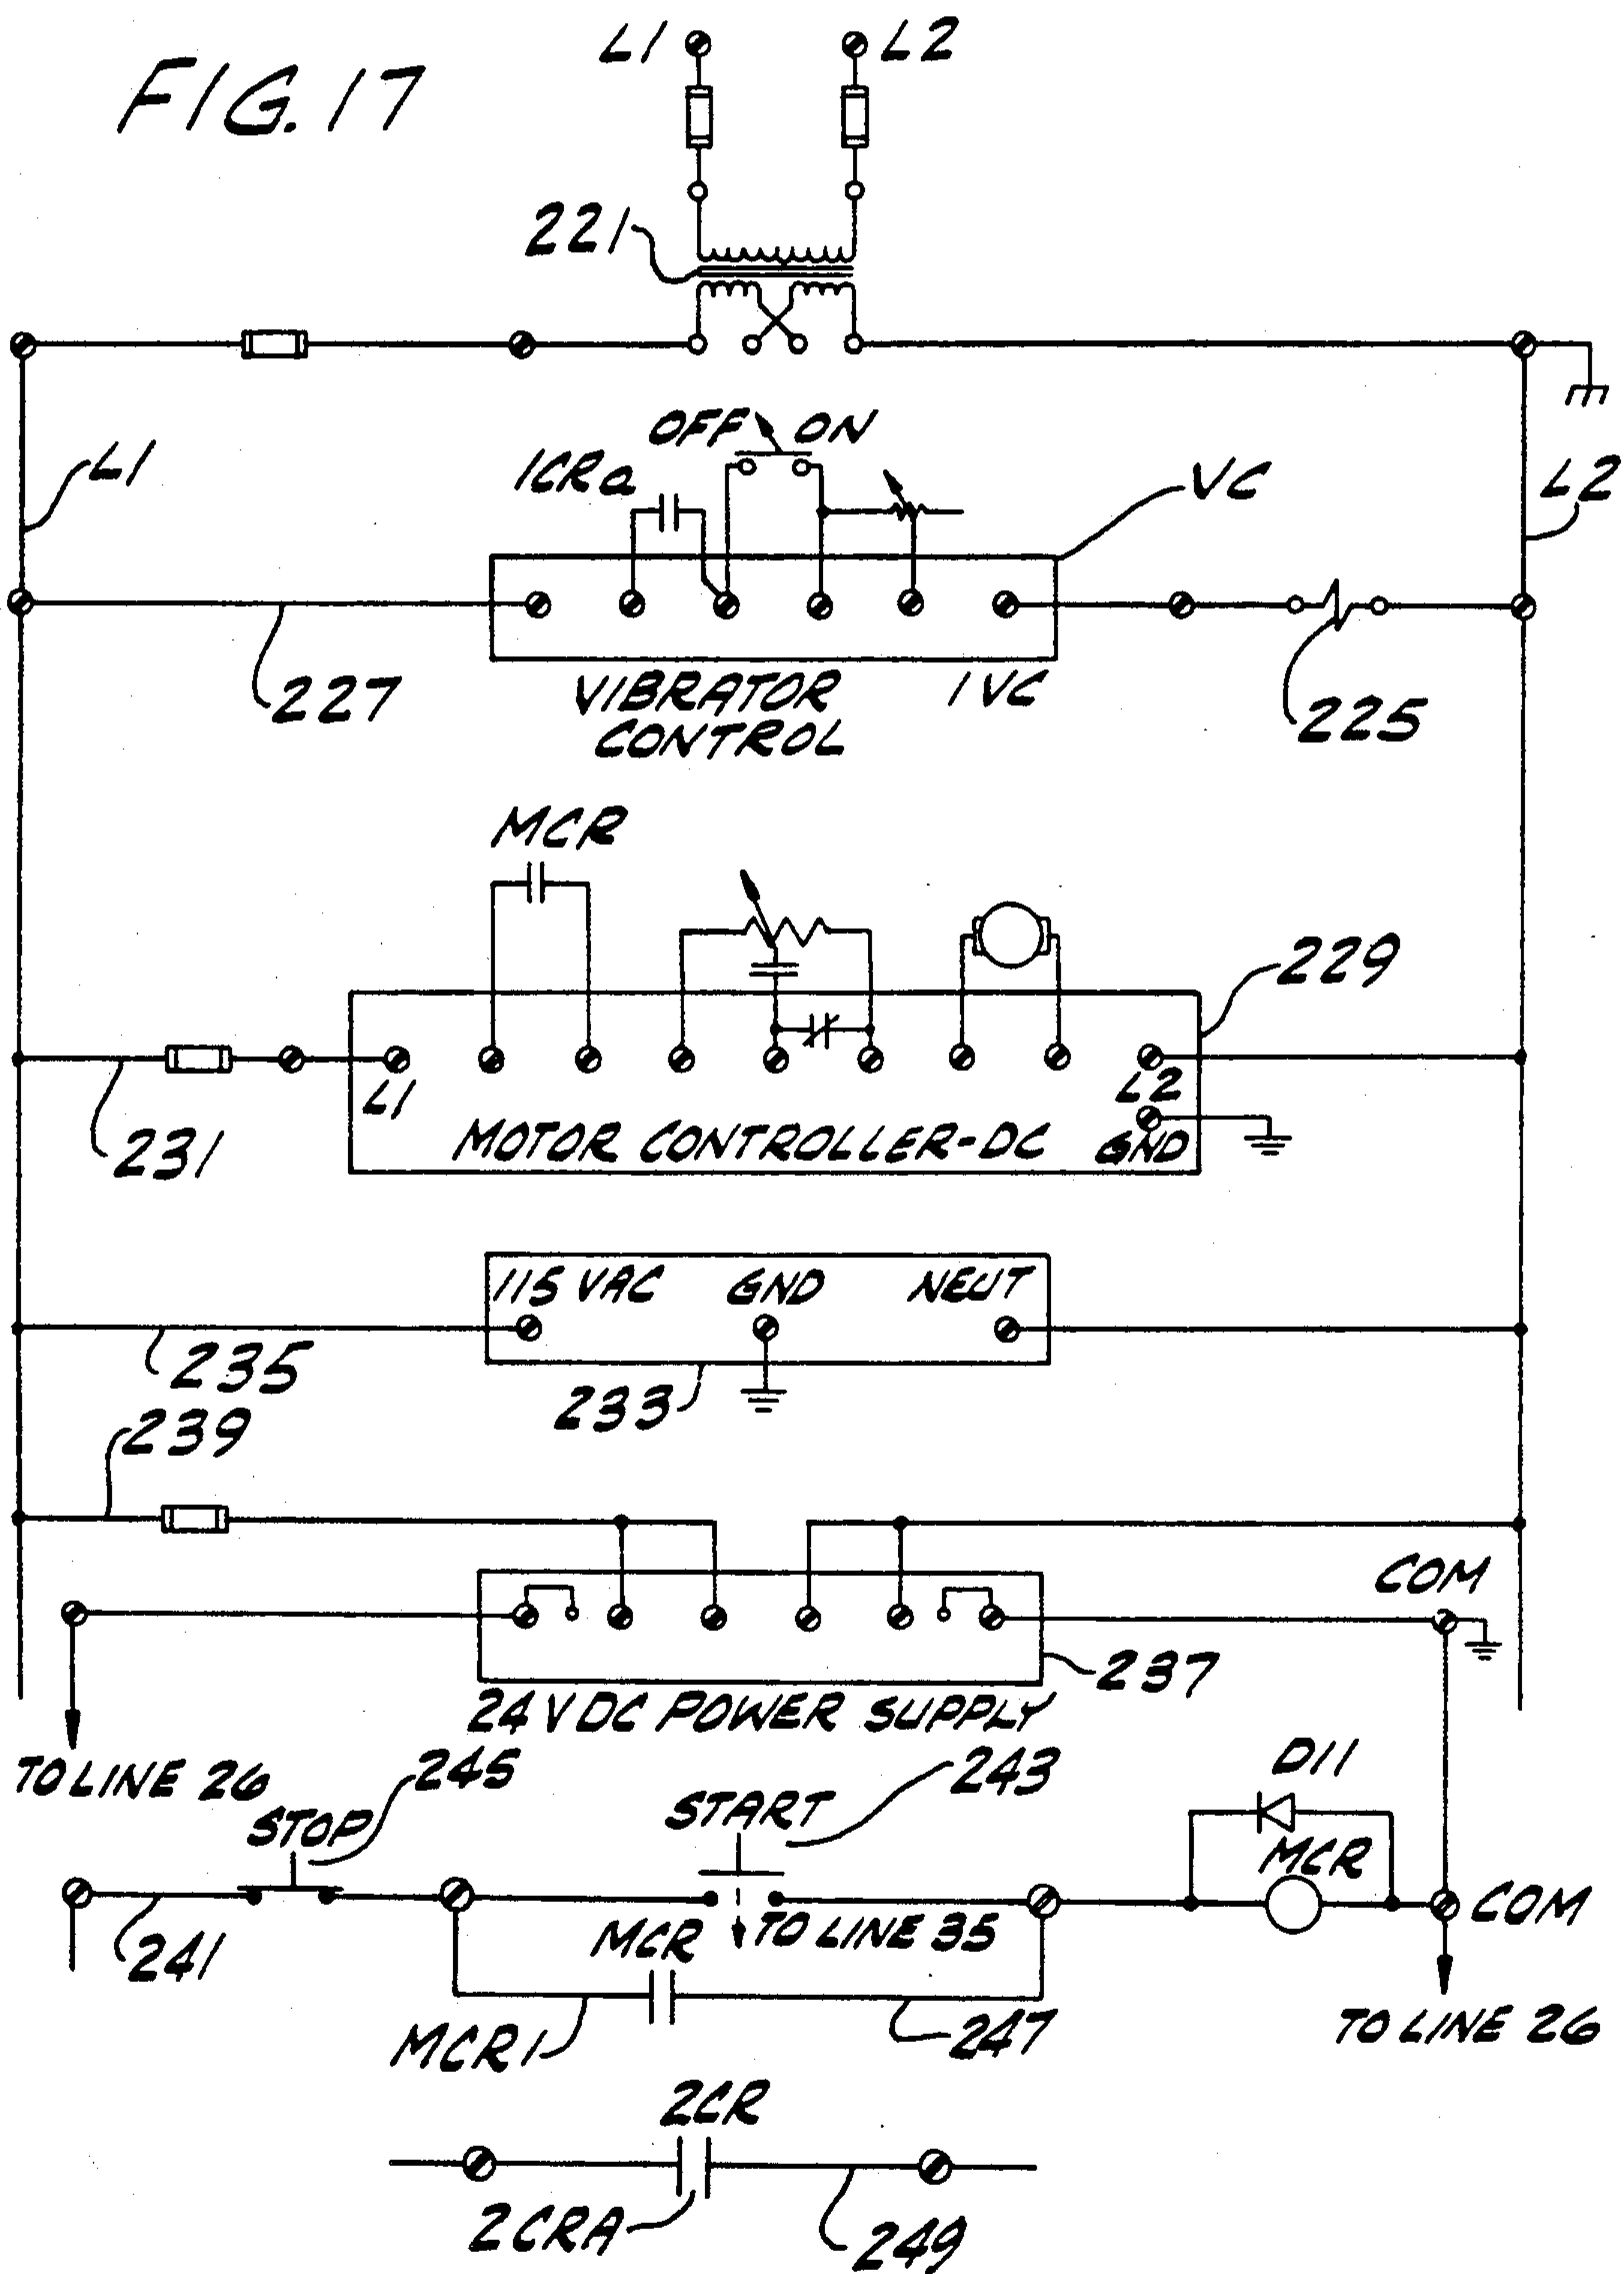 FIG. 17
L1
L2
221
L1
OFF ON
1CRa
VC
L2
227
VIBRATOR
CONTROL
1 VC
225
MCR
229
L1
L2
231
MOTOR CONTROLLER-DC
GND
115 VAC GND NEUT
235
233
239
COM
237
24 VDC POWER SUPPLY
TO LINE 26
245
243
D11
STOP
START
MCR
COM
241
MCR
TO LINE 35
MCR1
247
TO LINE 26
2CR
2CRA
249